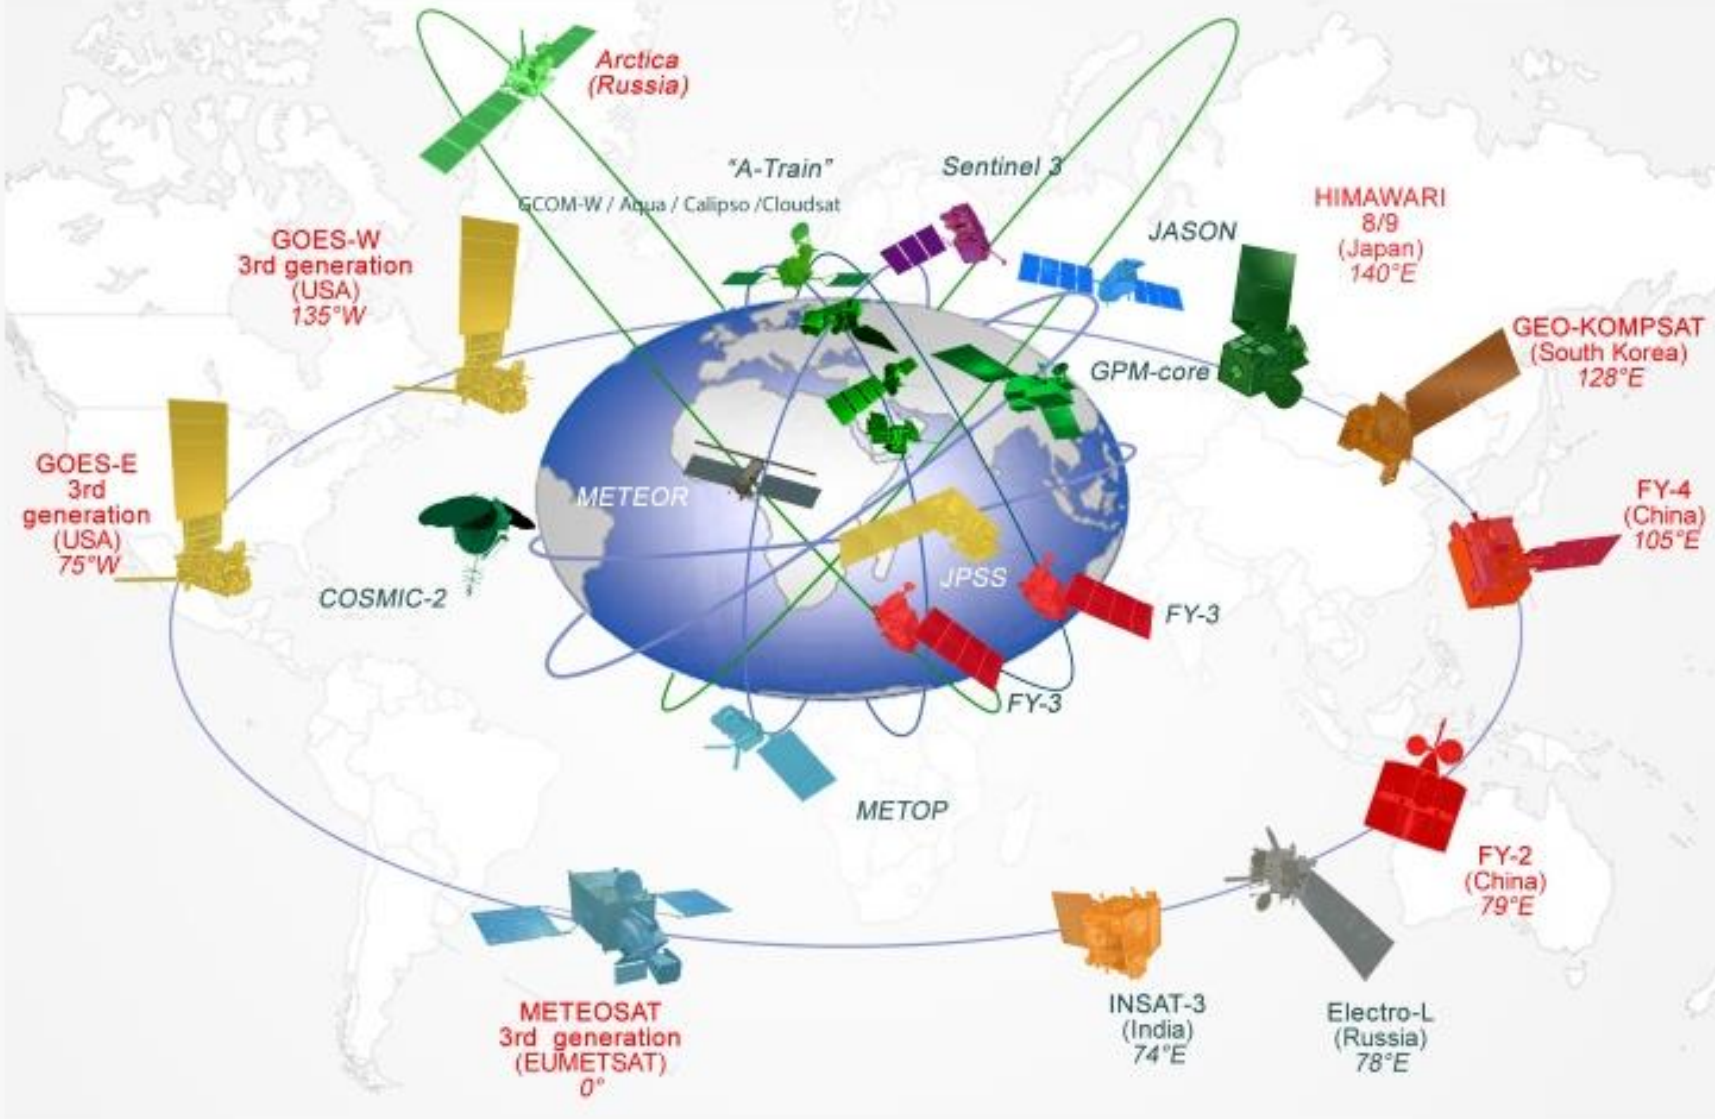 Arctica
(Russia)
“A-Train”
GCOM-W / Aqua / Calipso /Cloudsat
Sentinel 3
JASON
HIMAWARI
8/9
(Japan)
140°E
GOES-W
3rd generation
(USA)
135°W
GEO-KOMPSAT
(South Korea)
128°E
GPM-core
GOES-E
3rd
generation
(USA)
75°W
METEOR
FY-4
(China)
105°E
COSMIC-2
JPSS
FY-3
FY-3
METOP
FY-2
(China)
79°E
METEOSAT
3rd generation
(EUMETSAT)
0°
INSAT-3
(India)
74°E
Electro-L
(Russia)
78°E